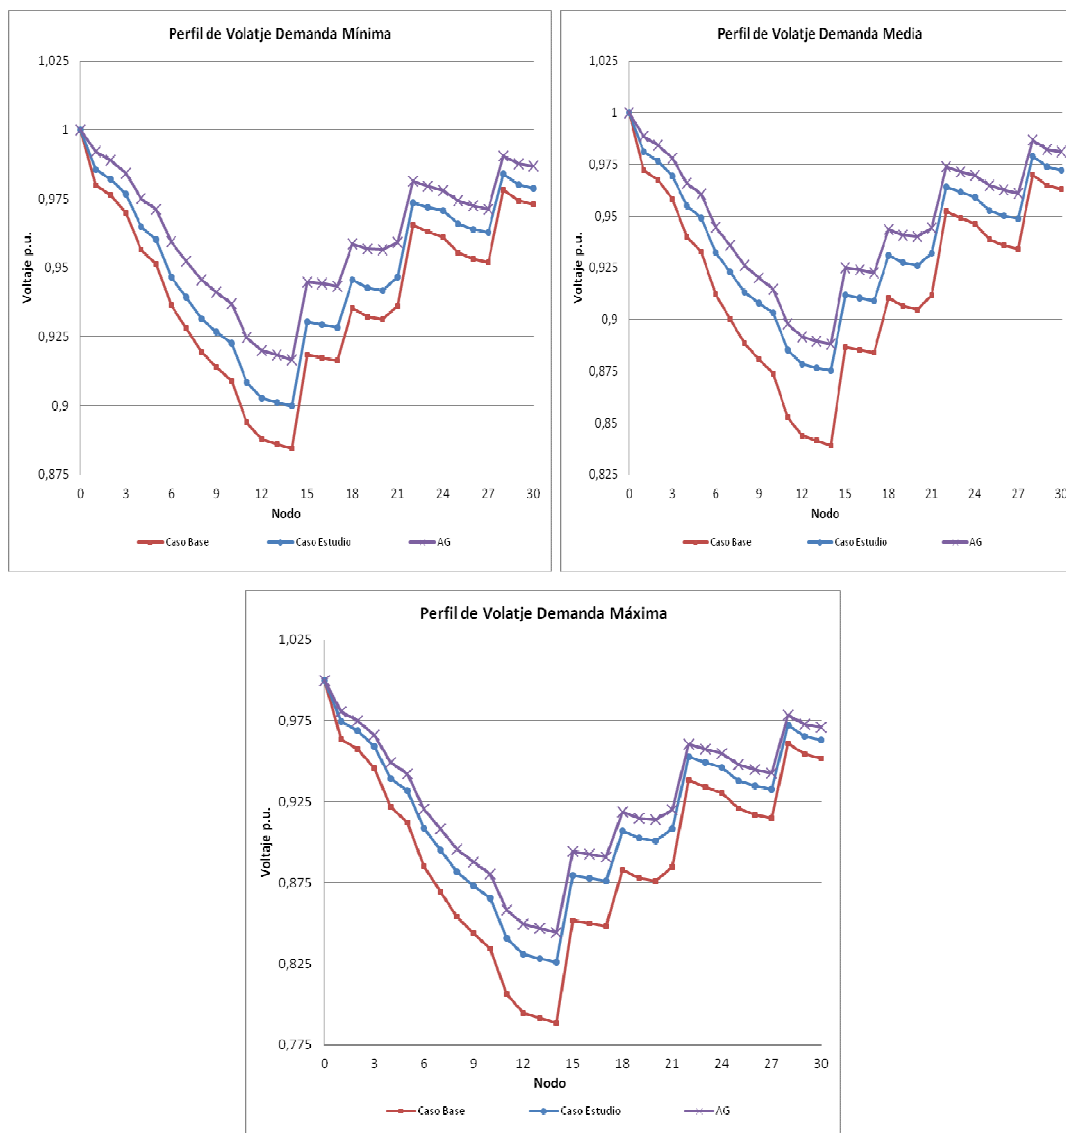 Perfil de Volatje Demanda Mínima
1,025
1
0,975
0,95
0,925
0,9
0,875
Voltaje p.u.
0 3 6 9 12 15 18 21 24 27 30
Nodo
Caso Base Caso Estudio AG
Perfil de Volatje Demanda Media
1,025
1
0,975
0,95
0,925
0,9
0,875
0,85
0,825
Voltaje p.u.
0 3 6 9 12 15 18 21 24 27 30
Nodo
Caso Base Caso Estudio AG
Perfil de Volatje Demanda Máxima
1,025
0,975
0,925
0,875
0,825
0,775
Voltaje p.u.
0 3 6 9 12 15 18 21 24 27 30
Nodo
Caso Base Caso Estudio AG